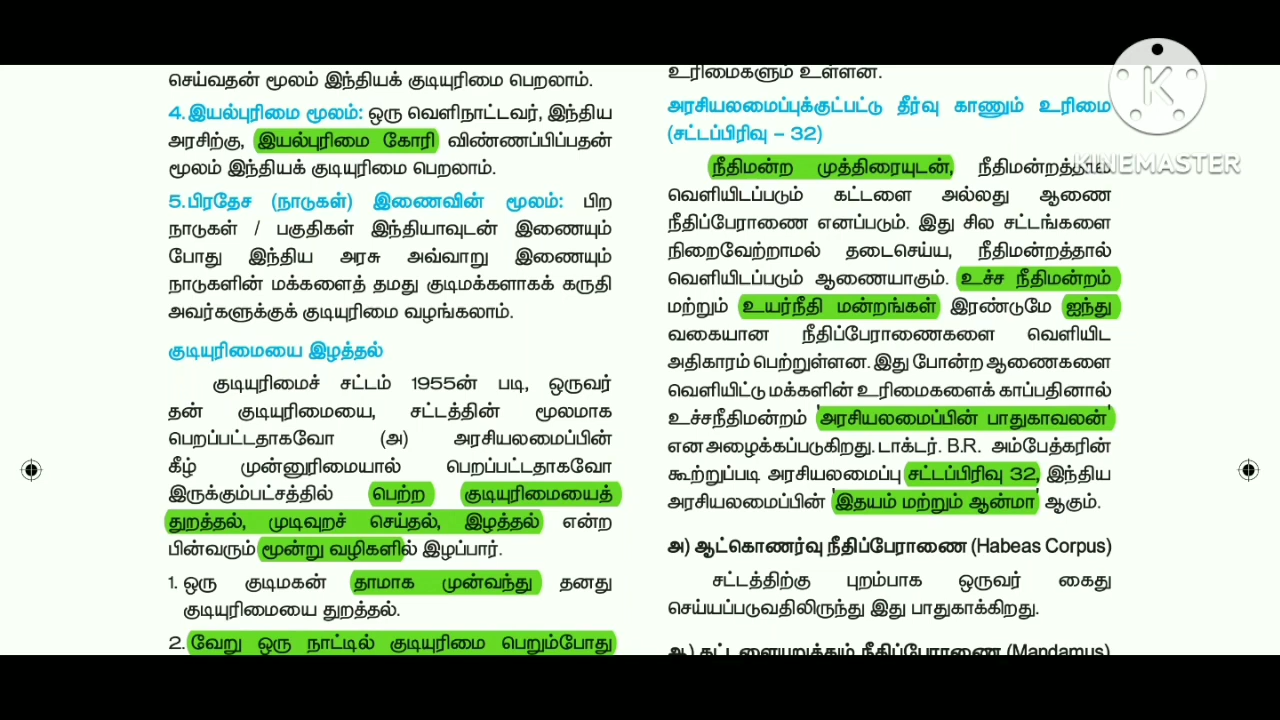 செய்வதன் மூலம் இந்தியக் குடியுரிமை பெறலாம்.
4. இயல்புரிமை மூலம்: ஒரு வெளிநாட்டவர், இந்திய
அரசிற்கு, இயல்புரிமை கோரி விண்ணப்பிப்பதன்
மூலம் இந்தியக் குடியுரிமை பெறலாம்.
5. பிரதேச (நாடுகள்) இணைவின் மூலம்: பிற
நாடுகள் / பகுதிகள் இந்தியாவுடன் இணையும்
போது இந்திய அரசு அவ்வாறு இணையும்
நாடுகளின் மக்களைத் தமது குடிமக்களாகக் கருதி
அவர்களுக்குக் குடியுரிமை வழங்கலாம்.
குடியுரிமையை இழத்தல்
குடியுரிமைச் சட்டம் 1955ன் படி, ஒருவர்
தன் குடியுரிமையை, சட்டத்தின் மூலமாக
பெறப்பட்டதாகவோ (அ) அரசியலமைப்பின்
கீழ் முன்னுரிமையால் பெறப்பட்டதாகவோ
இருக்கும்பட்சத்தில் பெற்ற குடியுரிமையைத்
துறத்தல், முடிவுறச் செய்தல், இழத்தல் என்ற
பின்வரும் மூன்று வழிகளில் இழப்பார்.
1. ஒரு குடிமகன் தாமாக முன்வந்து தனது
குடியுரிமையை துறத்தல்.
2. வேறு ஒரு நாட்டில் குடியுரிமை பெறும்போது
உரிமைகளும் உள்ளன.
அரசியலமைப்புக்குட்பட்டு தீர்வு காணும் உரிமை
(சட்டப்பிரிவு – 32)
நீதிமன்ற முத்திரையுடன், நீதிமன்றத்தால்
வெளியிடப்படும் கட்டளை அல்லது ஆணை
நீதிப்பேராணை எனப்படும். இது சில சட்டங்களை
நிறைவேற்றாமல் தடைசெய்ய, நீதிமன்றத்தால்
வெளியிடப்படும் ஆணையாகும். உச்ச நீதிமன்றம்
மற்றும் உயர்நீதி மன்றங்கள் இரண்டுமே ஐந்து
வகையான நீதிப்பேராணைகளை வெளியிட
அதிகாரம் பெற்றுள்ளன. இது போன்ற ஆணைகளை
வெளியிட்டு மக்களின் உரிமைகளைக் காப்பதினால்
உச்சநீதிமன்றம் 'அரசியலமைப்பின் பாதுகாவலன்'
என அழைக்கப்படுகிறது. டாக்டர். B.R. அம்பேத்கரின்
கூற்றுப்படி அரசியலமைப்பு சட்டப்பிரிவு 32, இந்திய
அரசியலமைப்பின் 'இதயம் மற்றும் ஆன்மா' ஆகும்.
அ) ஆட்கொணர்வு நீதிப்பேராணை (Habeas Corpus)
சட்டத்திற்கு புறம்பாக ஒருவர் கைது
செய்யப்படுவதிலிருந்து இது பாதுகாக்கிறது.
ஆ) கட்டளையுறுத்தும் நீதிப்பேராணை (Mandamus)
K
KINEMASTER